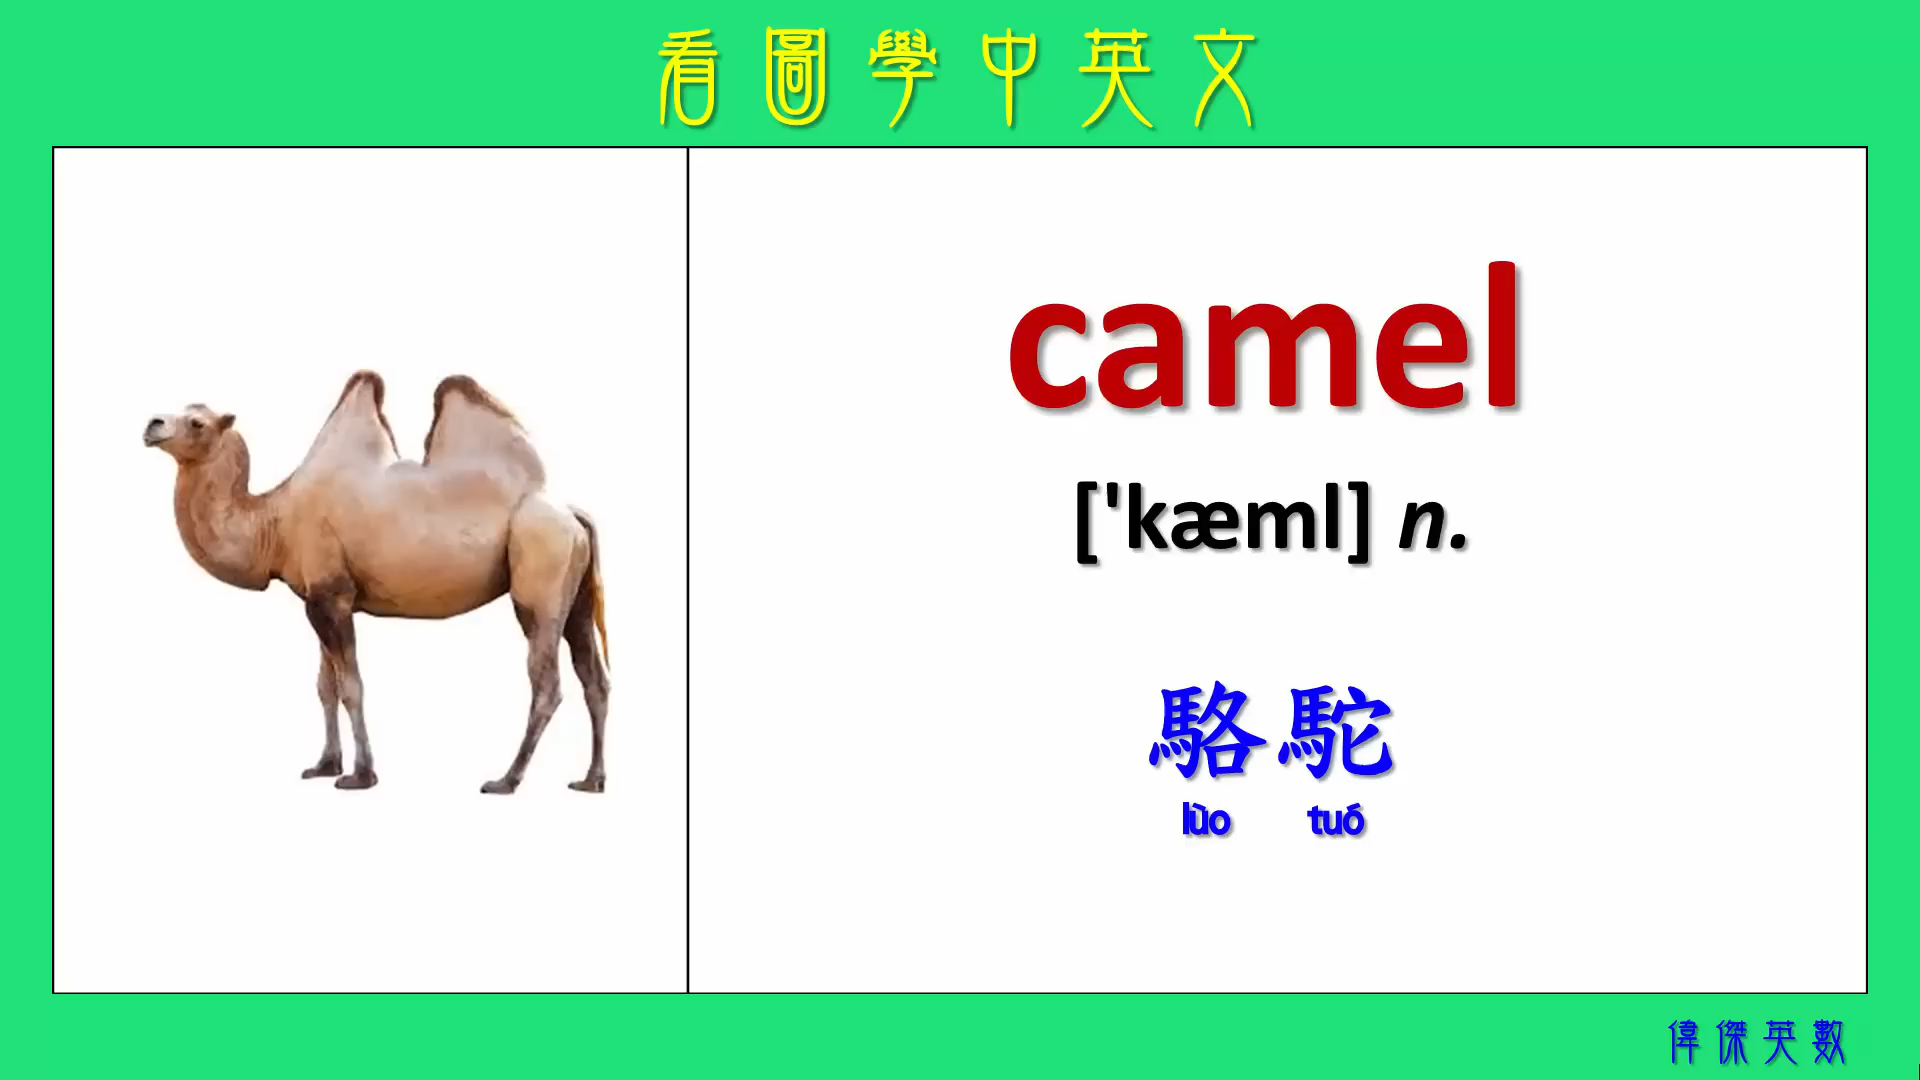 看圖學中英文
camel
['kæml] n.
駱駝
lùo tuó
偉傑英數